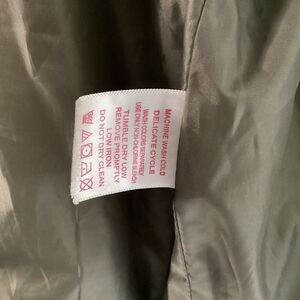 MACHINE WASH COLD
DELICATE CYCLE
WASH COLORS SEPARATELY
USE ONLY NON-CHLORINE BLEACH
TUMBLE DRY LOW
REMOVE PROMPTLY
LOW IRON
DO NOT DRY CLEAN